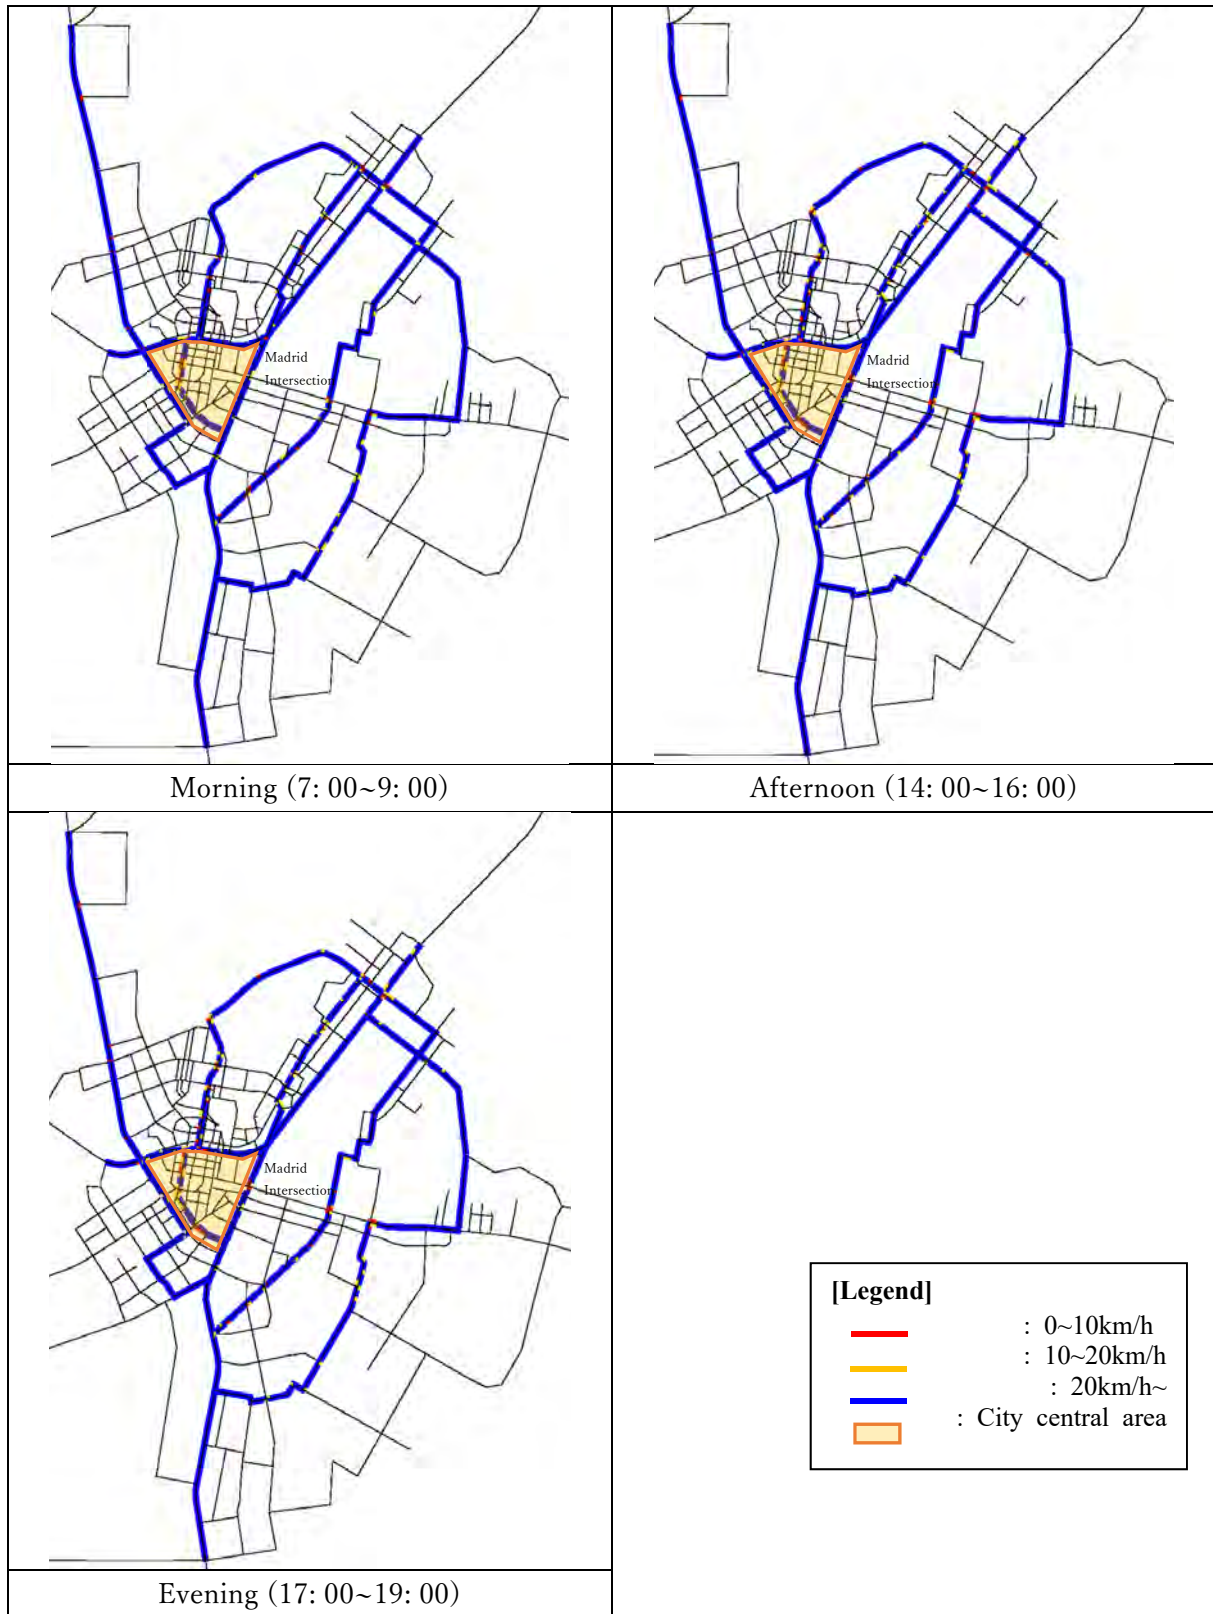 Madrid
Intersection
Madrid
Intersection
Morning (7: 00~9: 00)
Afternoon (14: 00~16: 00)
Madrid
Intersection
[Legend]
: 0~10km/h
: 10~20km/h
: 20km/h~
: City central area
Evening (17: 00~19: 00)